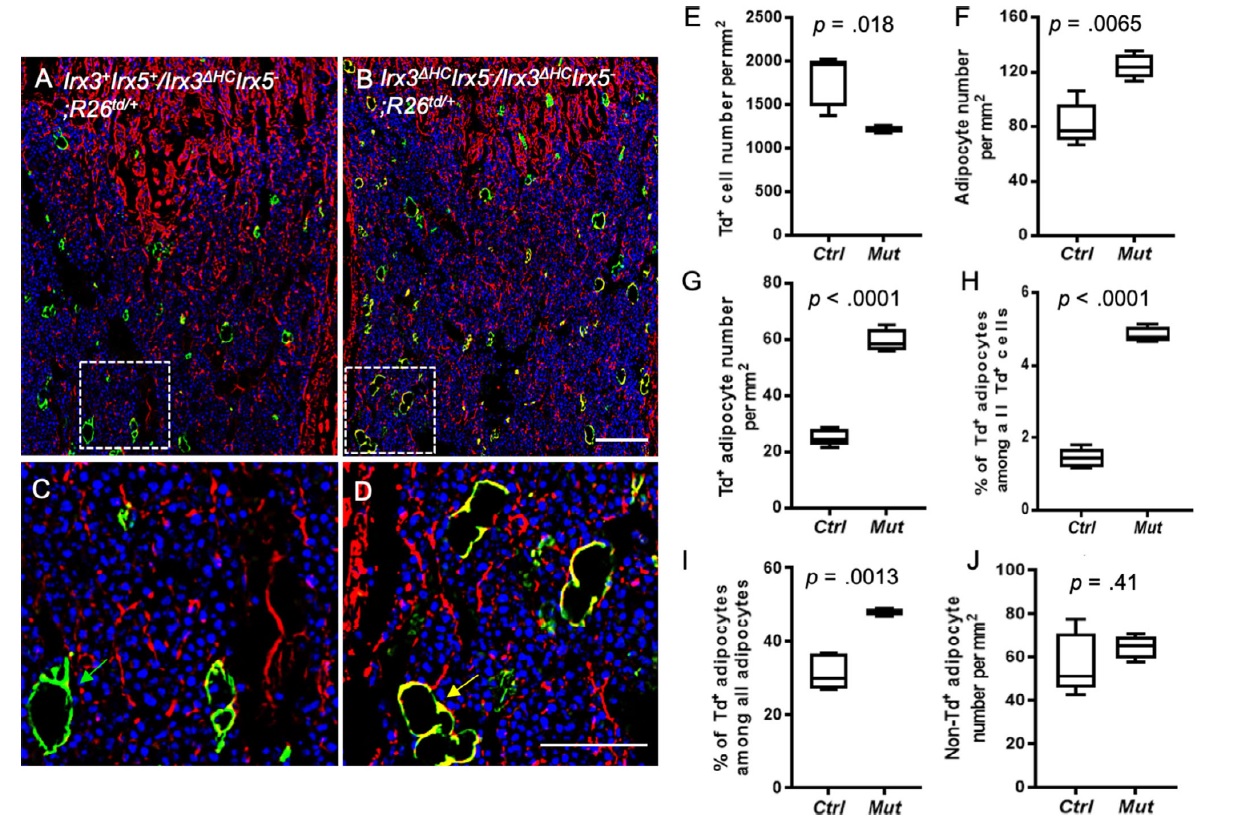 A Irx3⁺Irx5⁺/Irx3ΔHCIrx5⁻
;R26td/+
B Irx3ΔHCIrx5⁻/Irx3ΔHCIrx5⁻
;R26td/+
C
D
E
p = .018
Td⁺ cell number per mm²
2500
2000
1500
1000
500
0
Ctrl Mut
F
p = .0065
Adipocyte number
per mm²
160
120
80
40
0
Ctrl Mut
G
p < .0001
Td⁺ adipocyte number
per mm²
80
60
40
20
0
Ctrl Mut
H
p < .0001
% of Td⁺ adipocytes
among all Td⁺ cells
6
4
2
0
Ctrl Mut
I
p = .0013
% of Td⁺ adipocytes
among all adipocytes
60
40
20
0
Ctrl Mut
J
p = .41
Non-Td⁺ adipocyte
number per mm²
100
80
60
40
20
0
Ctrl Mut